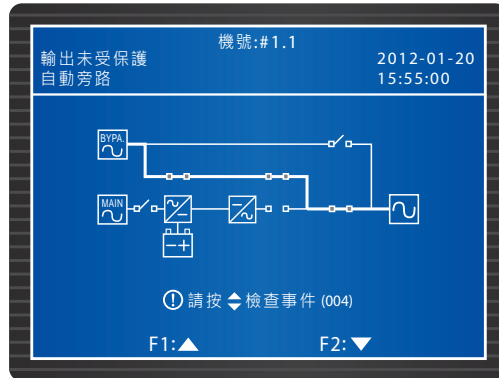 機號:#1.1
輸出未受保護
2012-01-20
自動旁路
15:55:00
BYPA.
MAIN
請按檢查事件 (004)
F1:
F2: